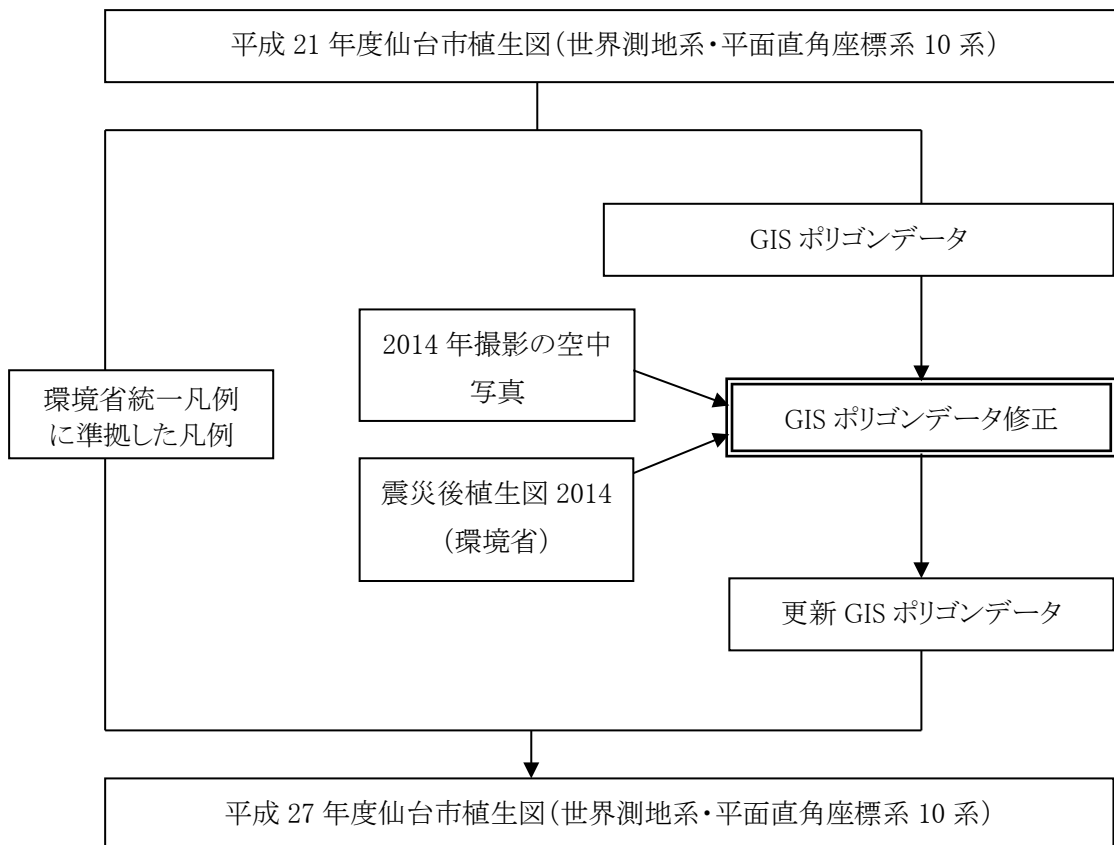 平成 21 年度仙台市植生図(世界測地系・平面直角座標系 10 系)
GIS ポリゴンデータ
2014 年撮影の空中
写真
環境省統一凡例
に準拠した凡例
GIS ポリゴンデータ修正
震災後植生図 2014
(環境省)
更新 GIS ポリゴンデータ
平成 27 年度仙台市植生図(世界測地系・平面直角座標系 10 系)